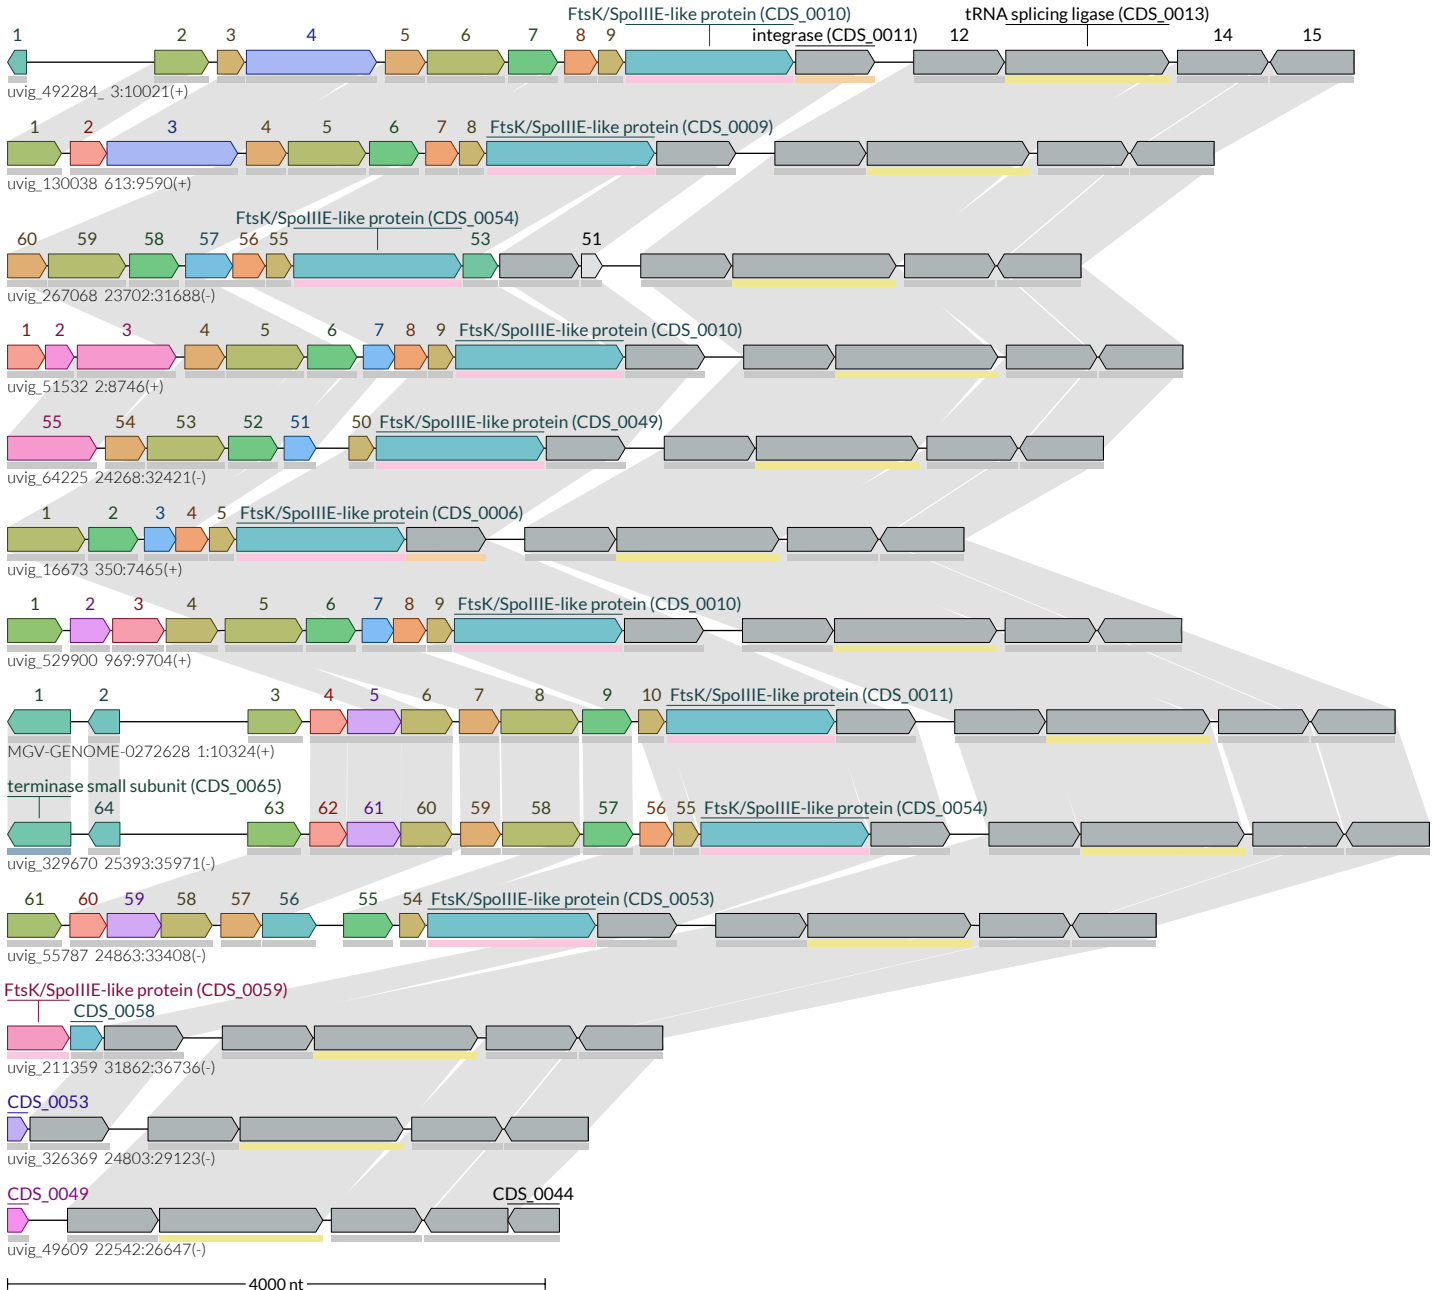 FtsK/SpoIIIE-like protein (CDS_0010) tRNA splicing ligase (CDS_0013)
1 2 3 4 5 6 7 8 9 integrase (CDS_0011) 12 14 15
uvig_492284_ 3:10021(+)
1 2 3 4 5 6 7 8 FtsK/SpoIIIE-like protein (CDS_0009)
uvig_130038 613:9590(+)
FtsK/SpoIIIE-like protein (CDS_0054)
60 59 58 57 56 55 53 51
uvig_267068 23702:31688(-)
1 2 3 4 5 6 7 8 9 FtsK/SpoIIIE-like protein (CDS_0010)
uvig_51532 2:8746(+)
55 54 53 52 51 50 FtsK/SpoIIIE-like protein (CDS_0049)
uvig_64225 24268:32421(-)
1 2 3 4 5 FtsK/SpoIIIE-like protein (CDS_0006)
uvig_16673 350:7465(+)
1 2 3 4 5 6 7 8 9 FtsK/SpoIIIE-like protein (CDS_0010)
uvig_529900 969:9704(+)
1 2 3 4 5 6 7 8 9 10 FtsK/SpoIIIE-like protein (CDS_0011)
MGV-GENOME-0272628 1:10324(+)
terminase small subunit (CDS_0065)
64 63 62 61 60 59 58 57 56 55 FtsK/SpoIIIE-like protein (CDS_0054)
uvig_329670 25393:35971(-)
61 60 59 58 57 56 55 54 FtsK/SpoIIIE-like protein (CDS_0053)
uvig_55787 24863:33408(-)
FtsK/SpoIIIE-like protein (CDS_0059)
CDS_0058
uvig_211359 31862:36736(-)
CDS_0053
uvig_326369 24803:29123(-)
CDS_0049 CDS_0044
uvig_49609 22542:26647(-)
4000 nt